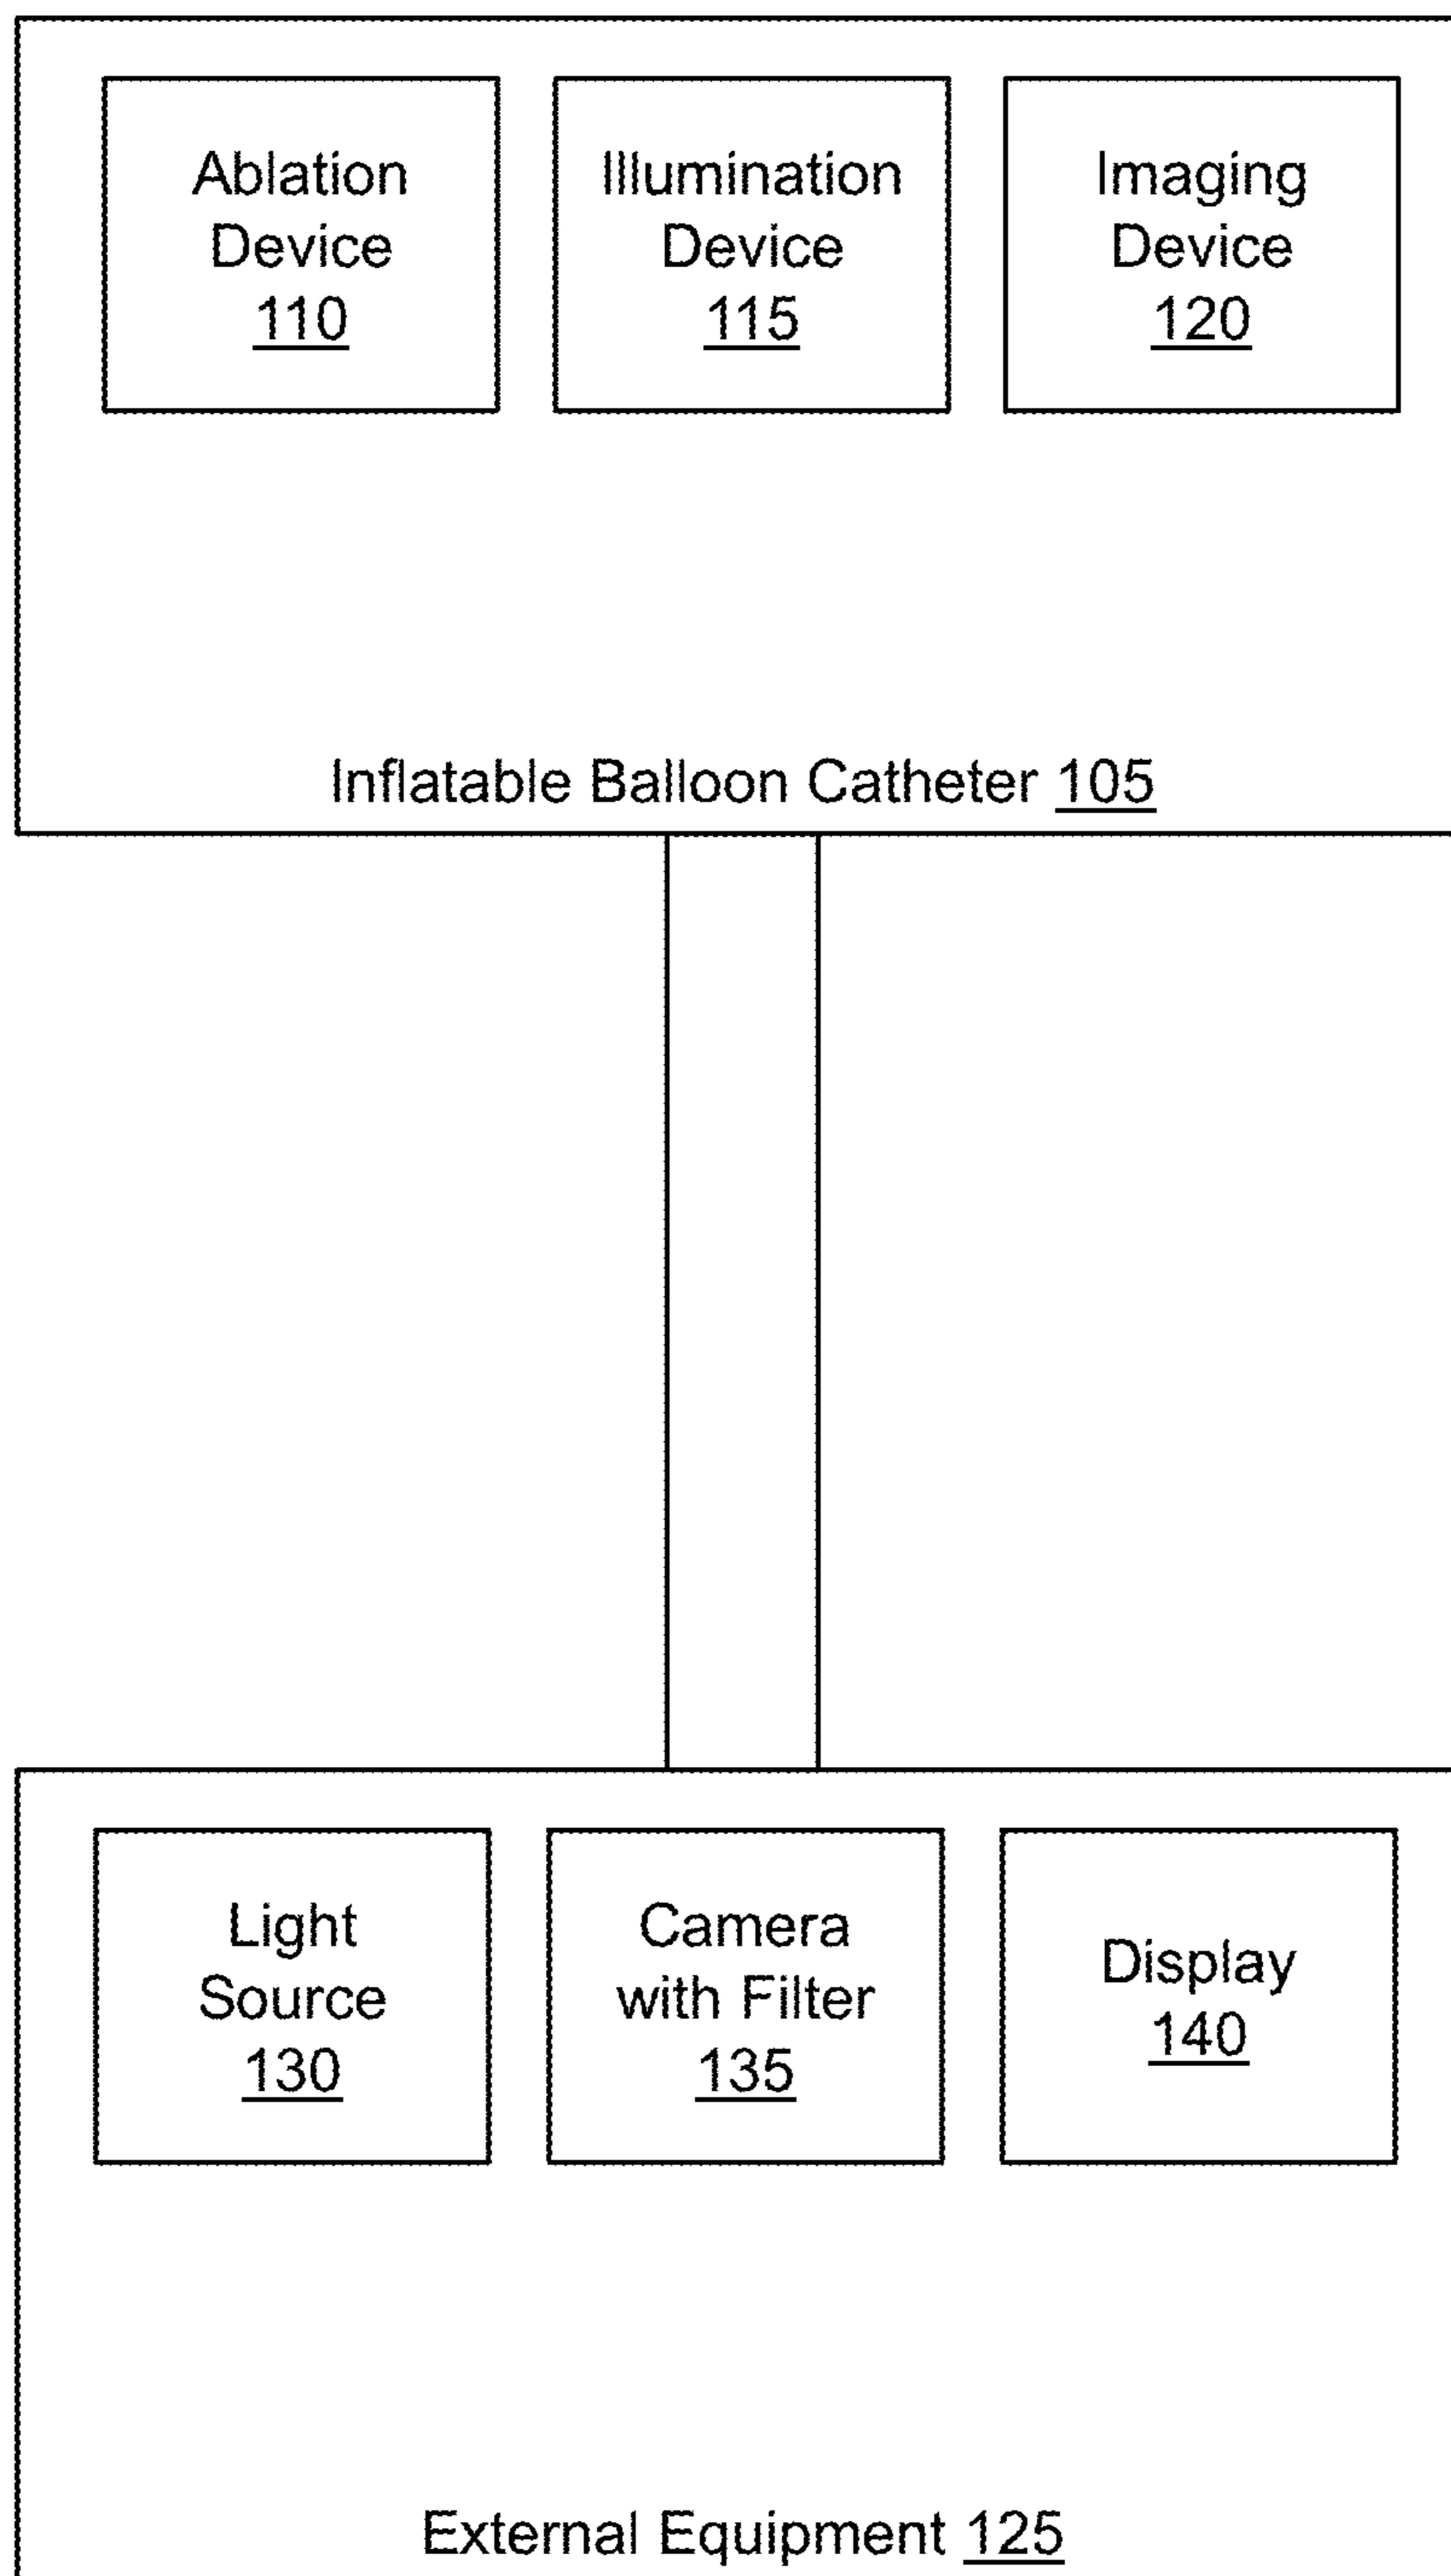 Ablation
Device
110
Illumination
Device
115
Imaging
Device
120
Inflatable Balloon Catheter 105
Light
Source
130
Camera
with Filter
135
Display
140
External Equipment 125